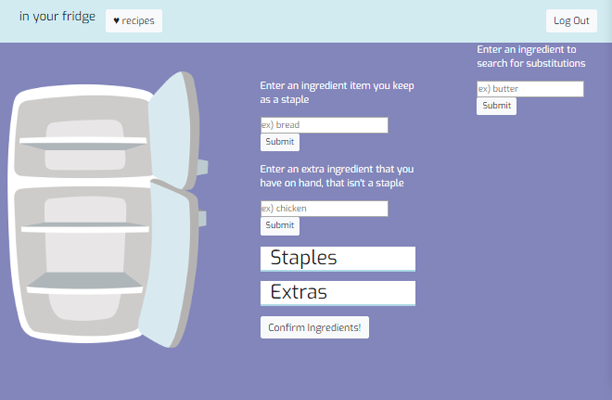 in your fridge
♥ recipes
Log Out
Enter an ingredient item you keep
as a staple
ex) bread
Submit
Enter an extra ingredient that you
have on hand, that isn't a staple
ex) chicken
Submit
Staples
Extras
Confirm Ingredients!
Enter an ingredient to
search for substitutions
ex) butter
Submit